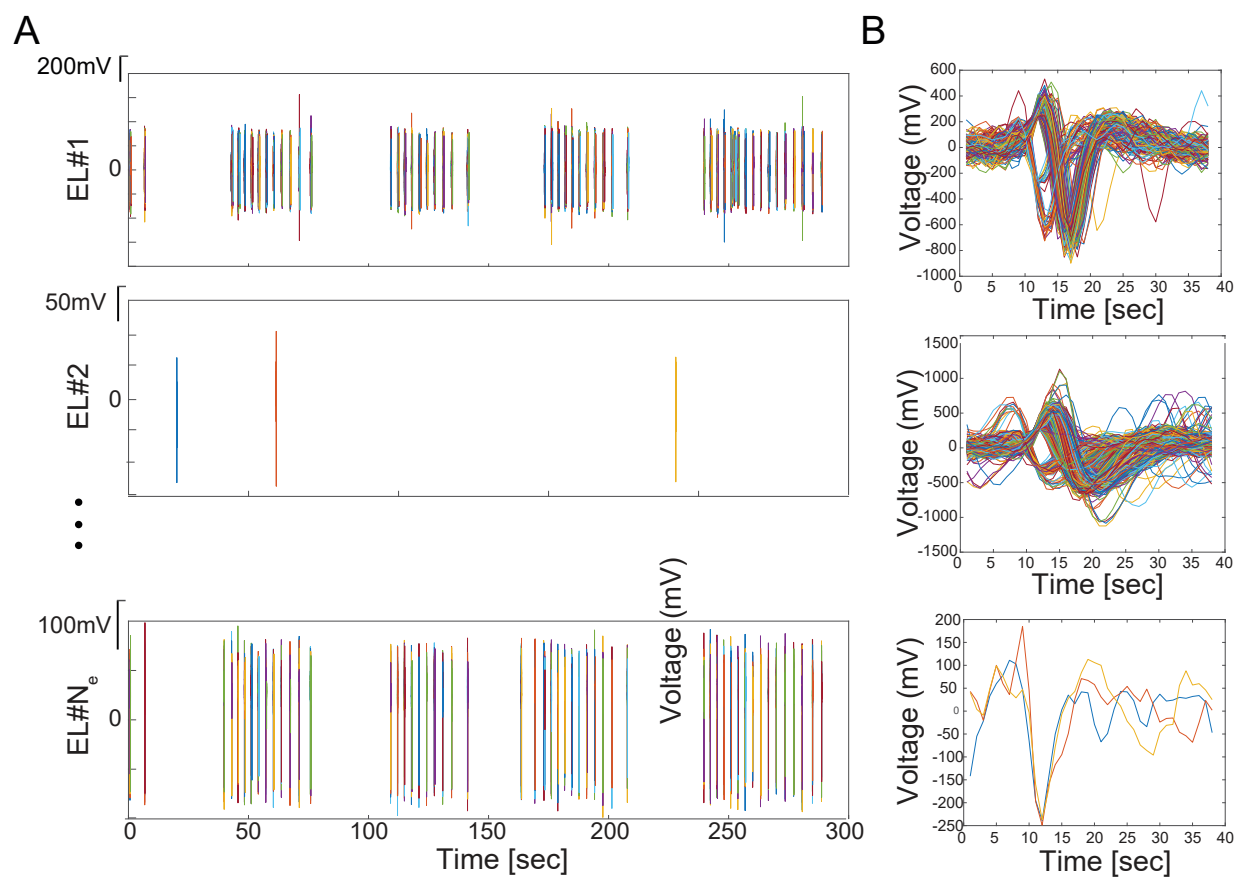 A
200mV
EL#1
0
50mV
EL#2
0
100mV
EL#Nₑ
0
0 50 100 150 200 250 300
Time [sec]
Voltage (mV)
B
Voltage (mV)
600
400
200
0
-200
-400
-600
-800
-1000
0 5 10 15 20 25 30 35 40
Time [sec]
Voltage (mV)
1500
1000
500
0
-500
-1000
-1500
0 5 10 15 20 25 30 35 40
Time [sec]
Voltage (mV)
200
150
100
50
0
-50
-100
-150
-200
-250
0 5 10 15 20 25 30 35 40
Time [sec]